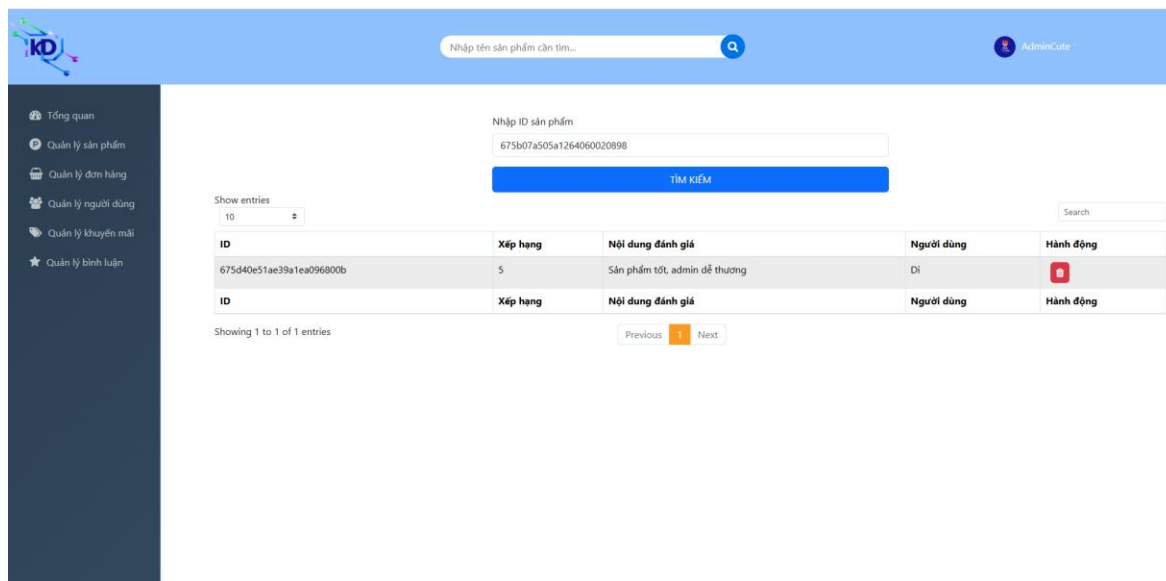 KD
Nhập tên sản phẩm cần tìm...
AdminCute
Tổng quan
Quản lý sản phẩm
Quản lý đơn hàng
Quản lý người dùng
Quản lý khuyến mãi
Quản lý bình luận
Nhập ID sản phẩm
675b07a505a1264060020898
TÌM KIẾM
Show entries
10
Search
ID Xếp hạng Nội dung đánh giá Người dùng Hành động
675d40e51ae39a1ea096800b 5 Sản phẩm tốt, admin dễ thương Di
ID Xếp hạng Nội dung đánh giá Người dùng Hành động
Showing 1 to 1 of 1 entries
Previous 1 Next